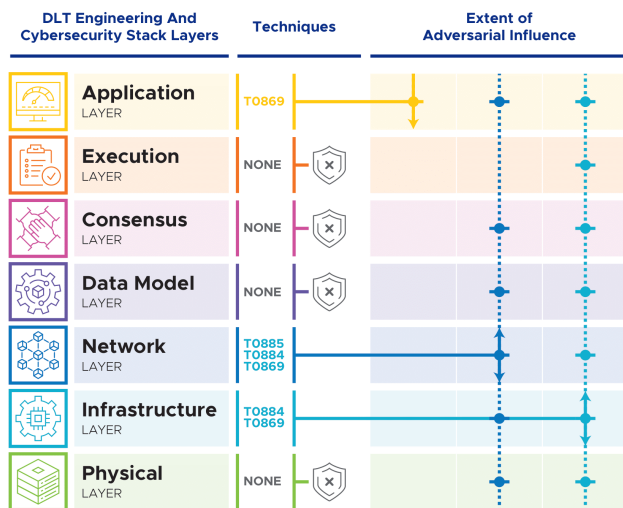 DLT Engineering And
Cybersecurity Stack Layers
Techniques
Extent of
Adversarial Influence
Application
LAYER
T0869
Execution
LAYER
NONE
Consensus
LAYER
NONE
Data Model
LAYER
NONE
Network
LAYER
T0885
T0884
T0869
Infrastructure
LAYER
T0884
T0869
Physical
LAYER
NONE